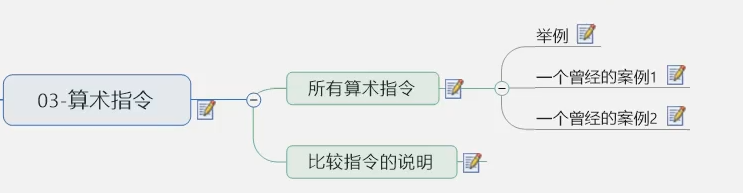 举例
一个曾经的案例1
所有算术指令
03-算术指令
一个曾经的案例2
比较指令的说明